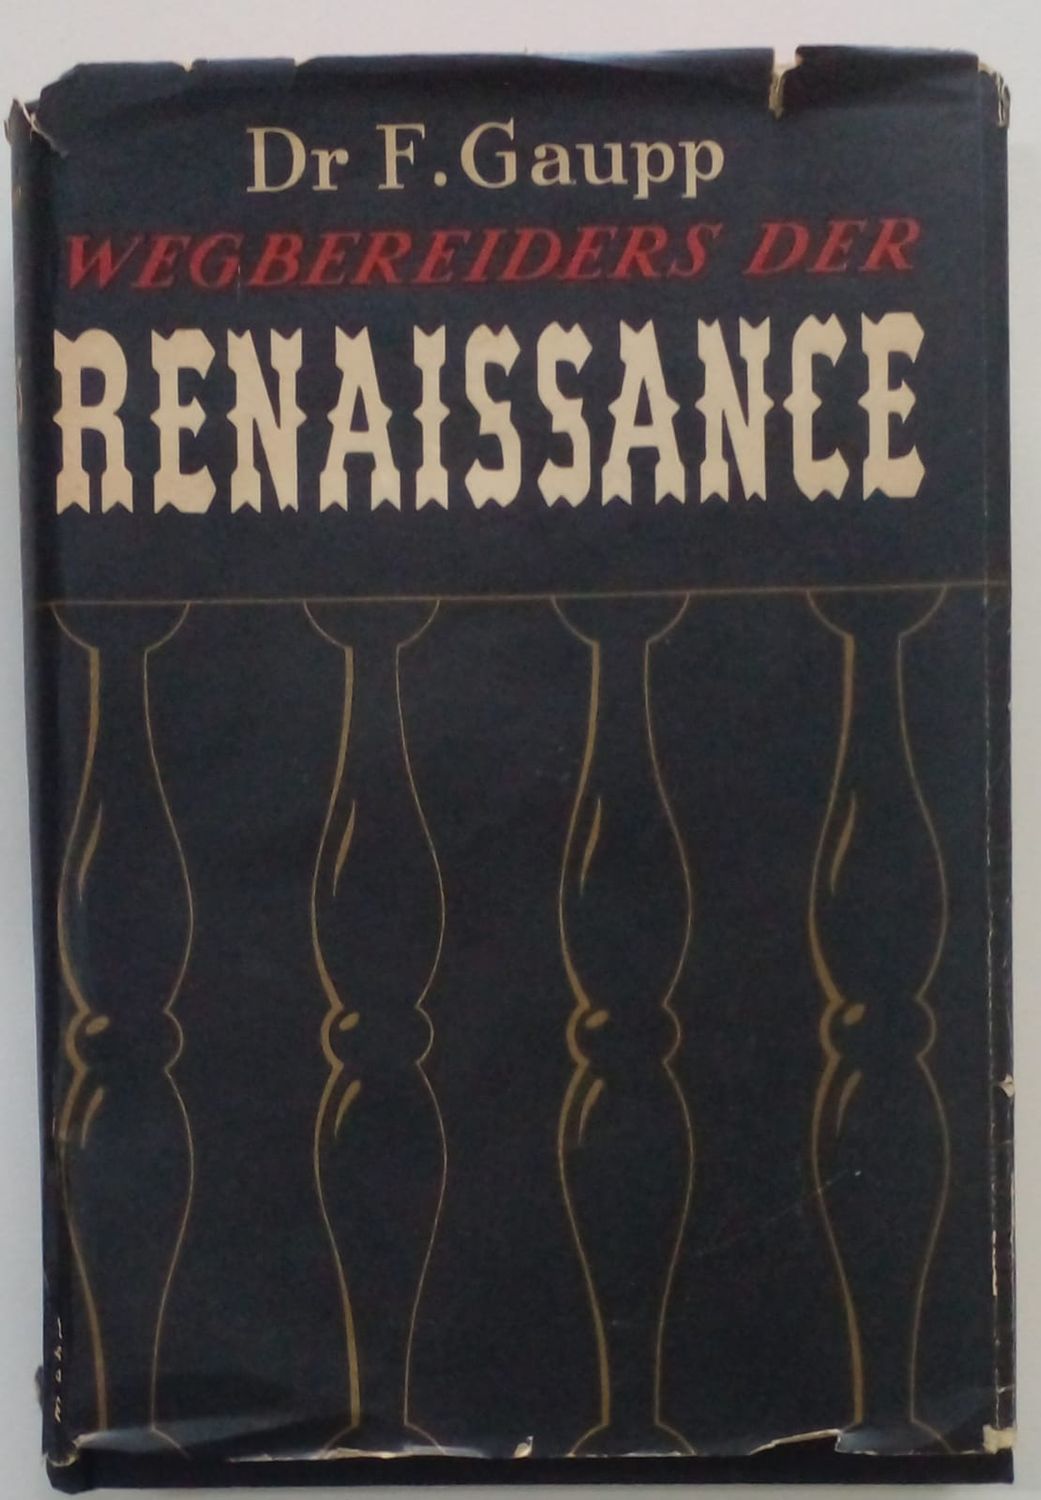 Dr F. Gaupp
WEGBEREIDERS DER
RENAISSANCE